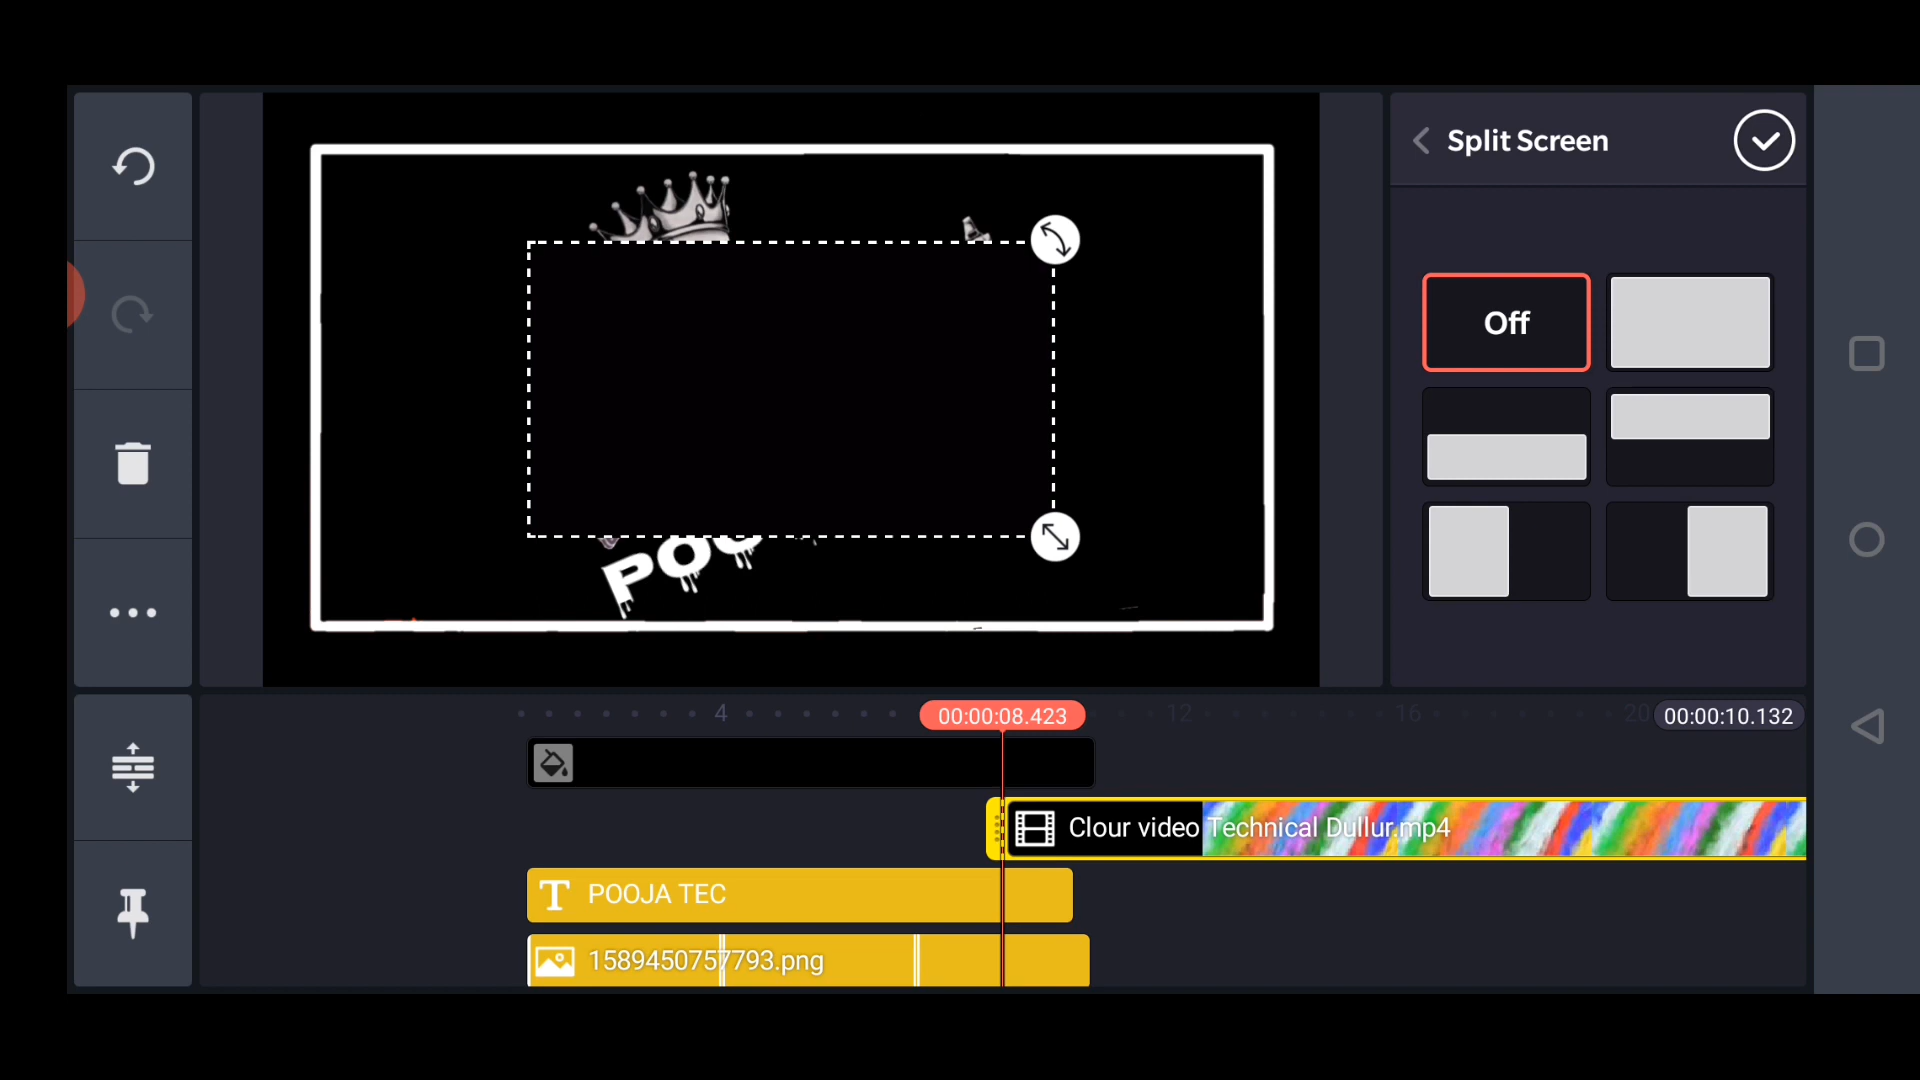 Split Screen
Off
POO
4
00:00:08.423
12
16
20
00:00:10.132
Clour video Technical Dullur.mp4
T POOJA TEC
1589450757793.png